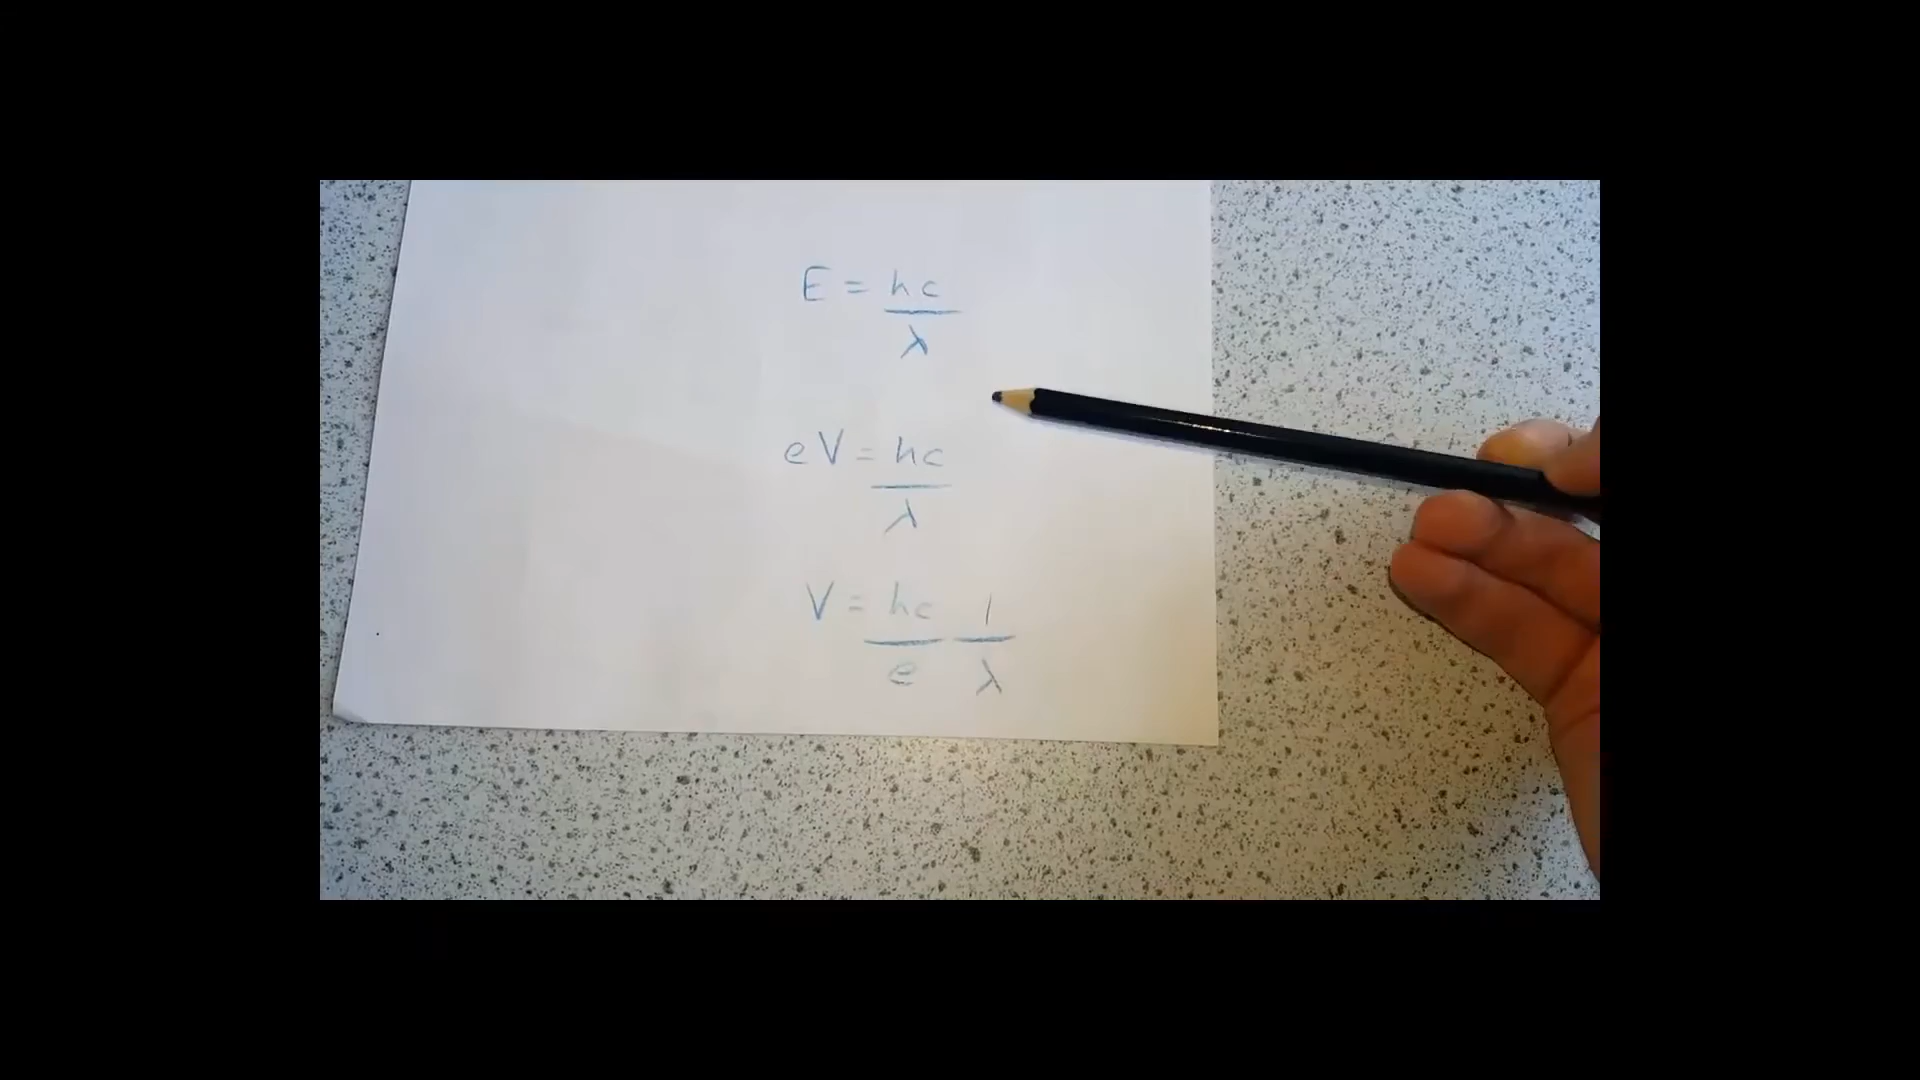 E = hc/λ
eV = hc/λ
V = hc/e 1/λ